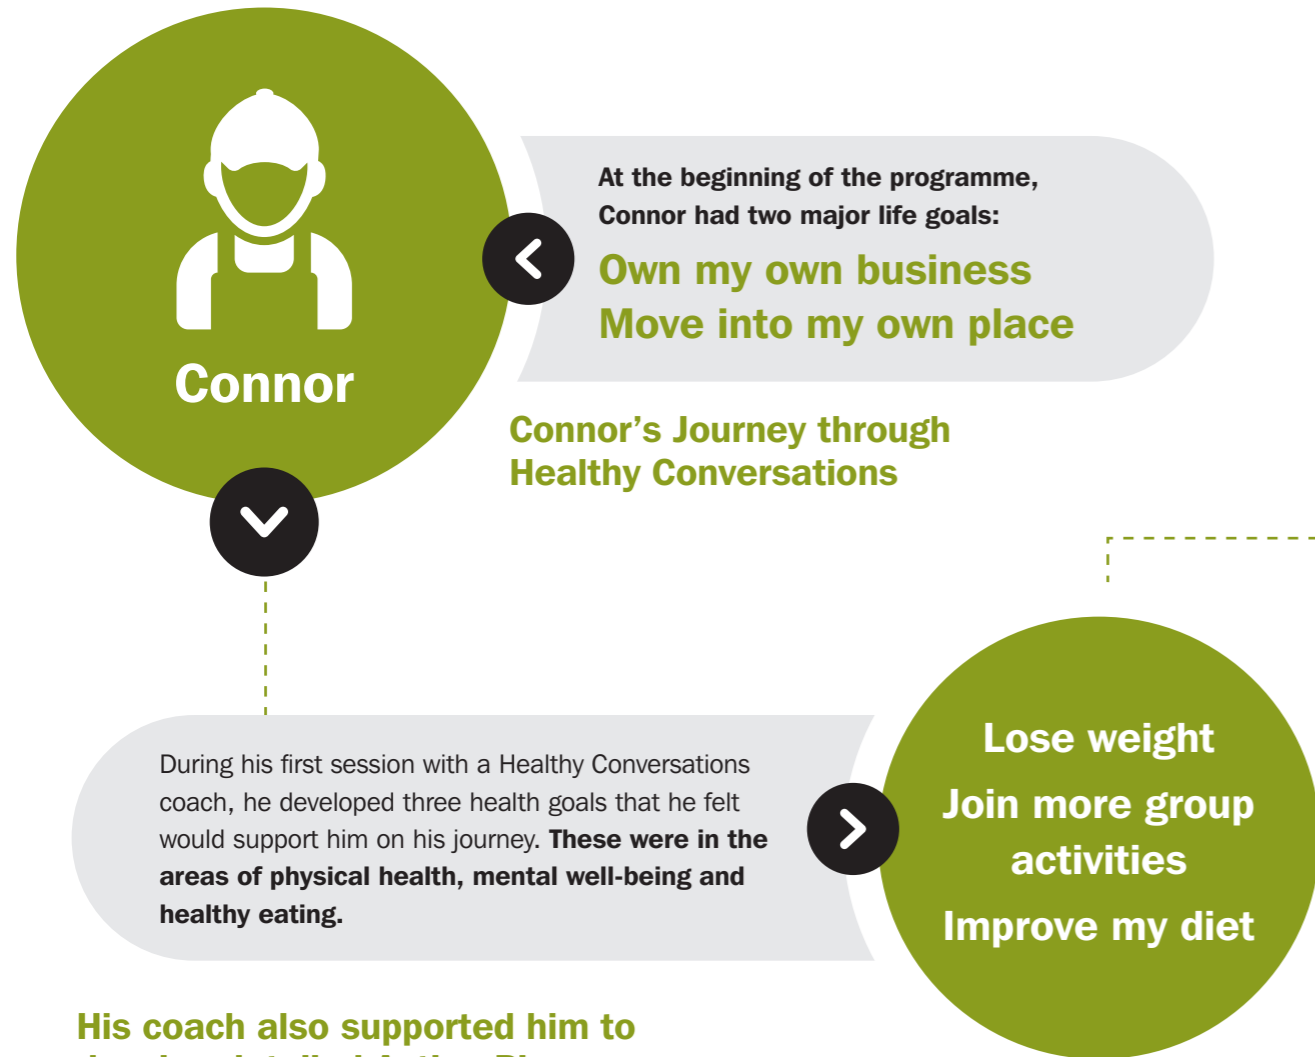 Connor
At the beginning of the programme,
Connor had two major life goals:
Own my own business
Move into my own place
Connor’s Journey through
Healthy Conversations
During his first session with a Healthy Conversations
coach, he developed three health goals that he felt
would support him on his journey. These were in the
areas of physical health, mental well-being and
healthy eating.
Lose weight
Join more group
activities
Improve my diet
His coach also supported him to